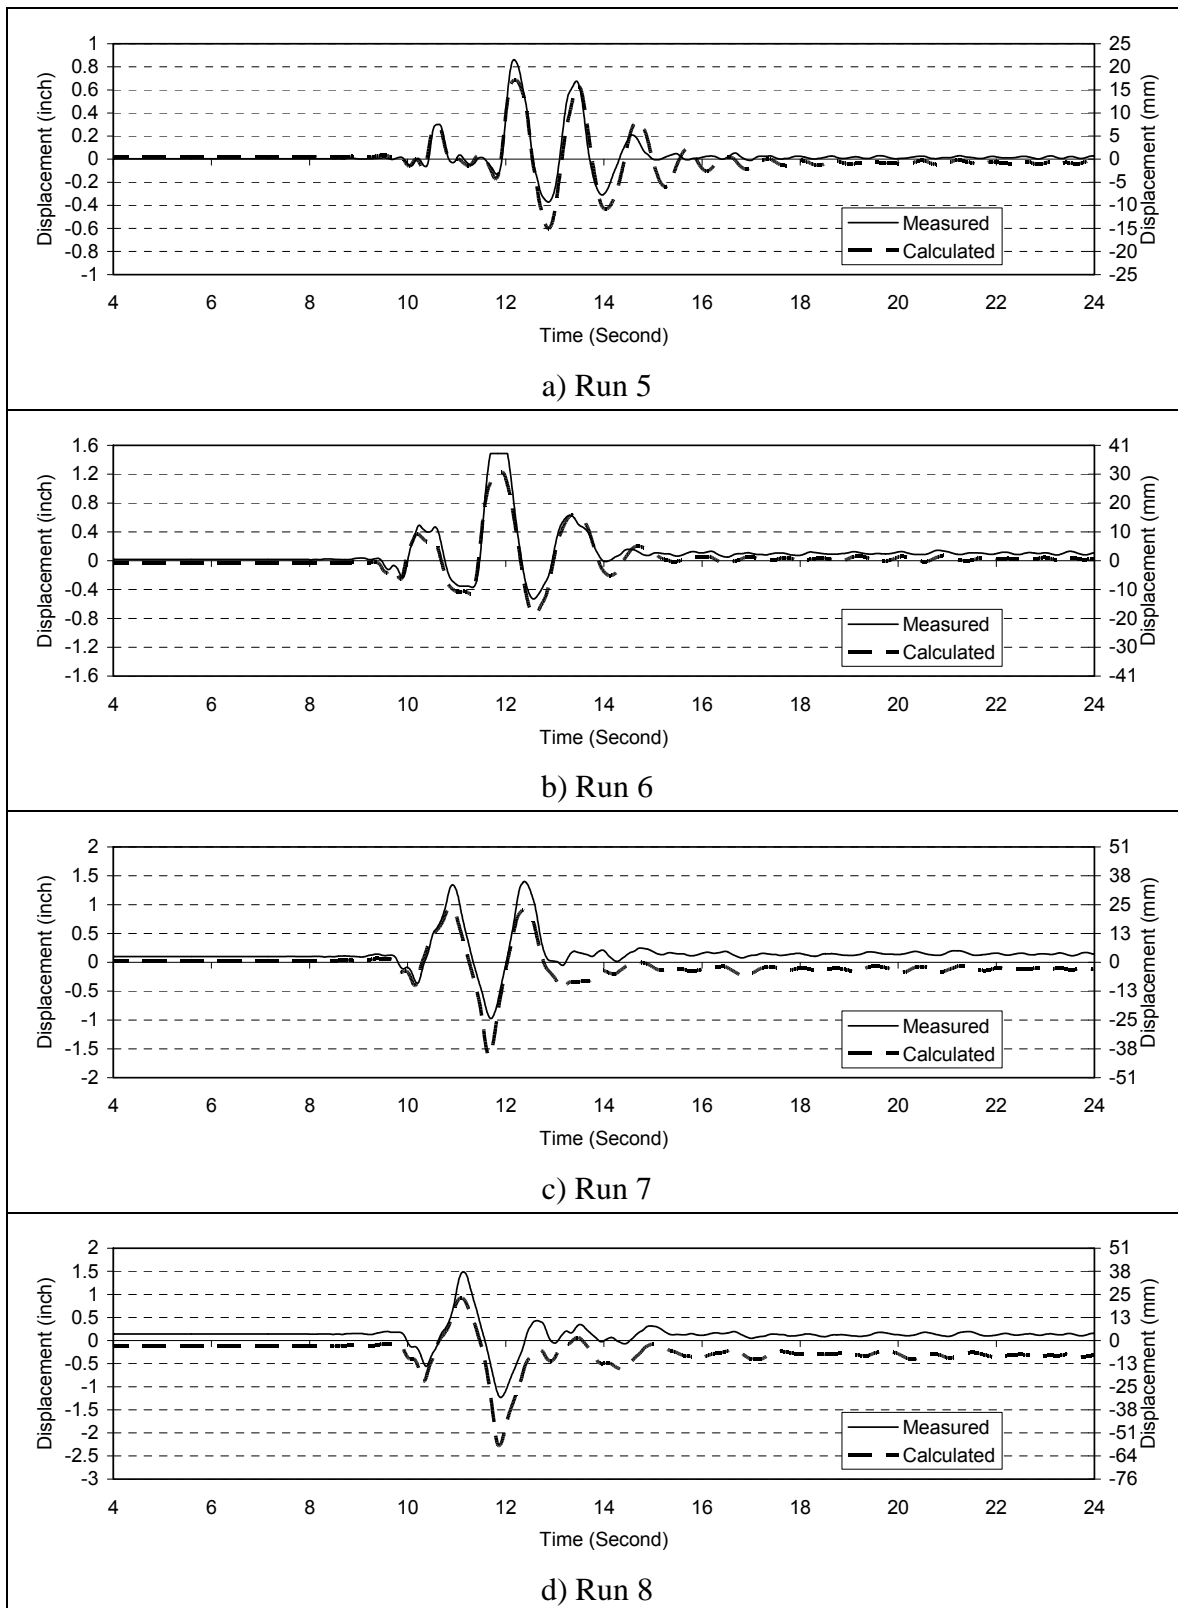 Displacement (inch)
1
0.8
0.6
0.4
0.2
0
-0.2
-0.4
-0.6
-0.8
-1
25
20
15
10
5
0
-5
-10
-15
-20
-25
Displacement (mm)
Measured
Calculated
4 6 8 10 12 14 16 18 20 22 24
Time (Second)
a) Run 5
Displacement (inch)
1.6
1.2
0.8
0.4
0
-0.4
-0.8
-1.2
-1.6
41
30
20
10
0
-10
-20
-30
-41
Displacement (mm)
Measured
Calculated
4 6 8 10 12 14 16 18 20 22 24
Time (Second)
b) Run 6
Displacement (inch)
2
1.5
1
0.5
0
-0.5
-1
-1.5
-2
51
38
25
13
0
-13
-25
-38
-51
Displacement (mm)
Measured
Calculated
4 6 8 10 12 14 16 18 20 22 24
Time (Second)
c) Run 7
Displacement (inch)
2
1.5
1
0.5
0
-0.5
-1
-1.5
-2
-2.5
-3
51
38
25
13
0
-13
-25
-38
-51
-64
-76
Displacement (mm)
Measured
Calculated
4 6 8 10 12 14 16 18 20 22 24
Time (Second)
d) Run 8